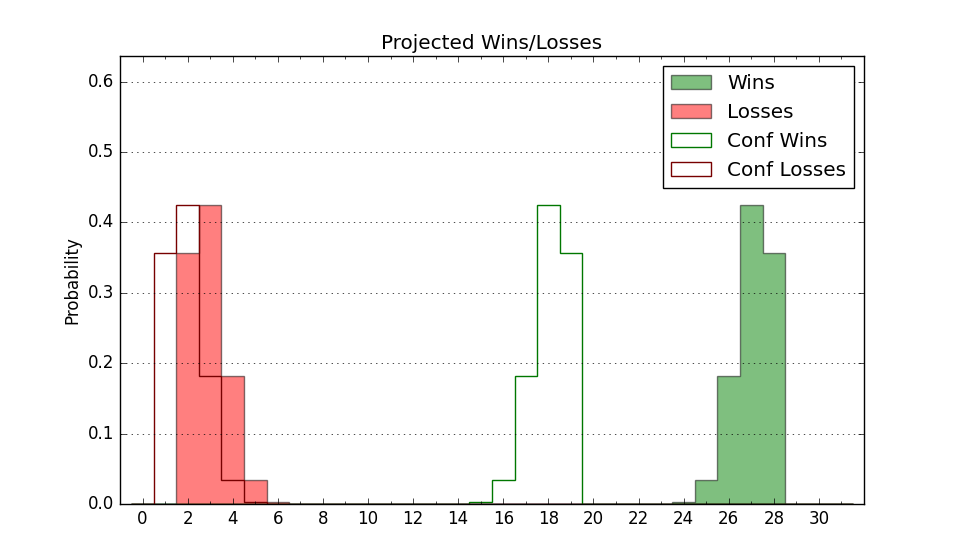 Projected Wins/Losses
Wins
Losses
Conf Wins
Conf Losses
Probability
0.6
0.5
0.4
0.3
0.2
0.1
0.0
0 2 4 6 8 10 12 14 16 18 20 22 24 26 28 30